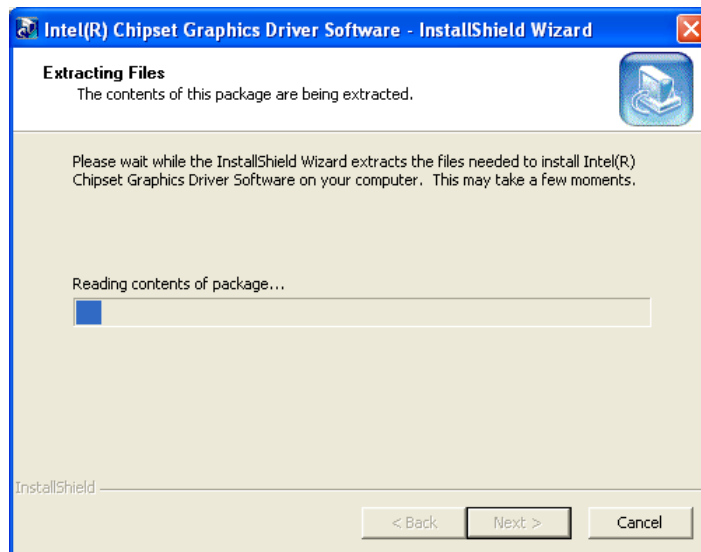 Intel(R) Chipset Graphics Driver Software - InstallShield Wizard
Extracting Files
The contents of this package are being extracted.
Please wait while the InstallShield Wizard extracts the files needed to install Intel(R)
Chipset Graphics Driver Software on your computer.  This may take a few moments.
Reading contents of package...
InstallShield
< Back
Next >
Cancel